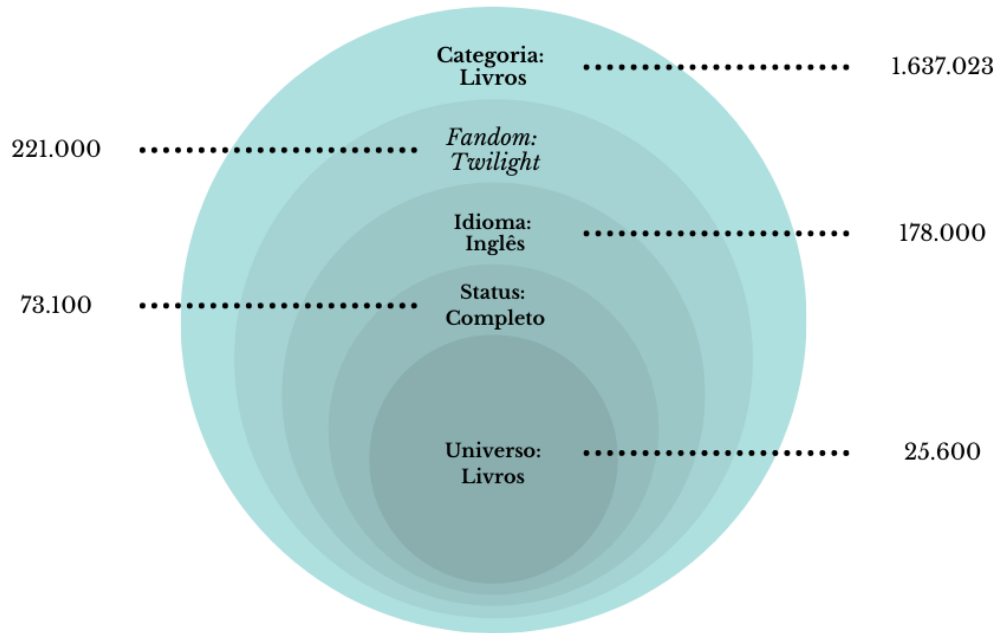 Categoria:
Livros
1.637.023
221.000
Fandom:
Twilight
Idioma:
Inglês
178.000
73.100
Status:
Completo
Universo:
Livros
25.600